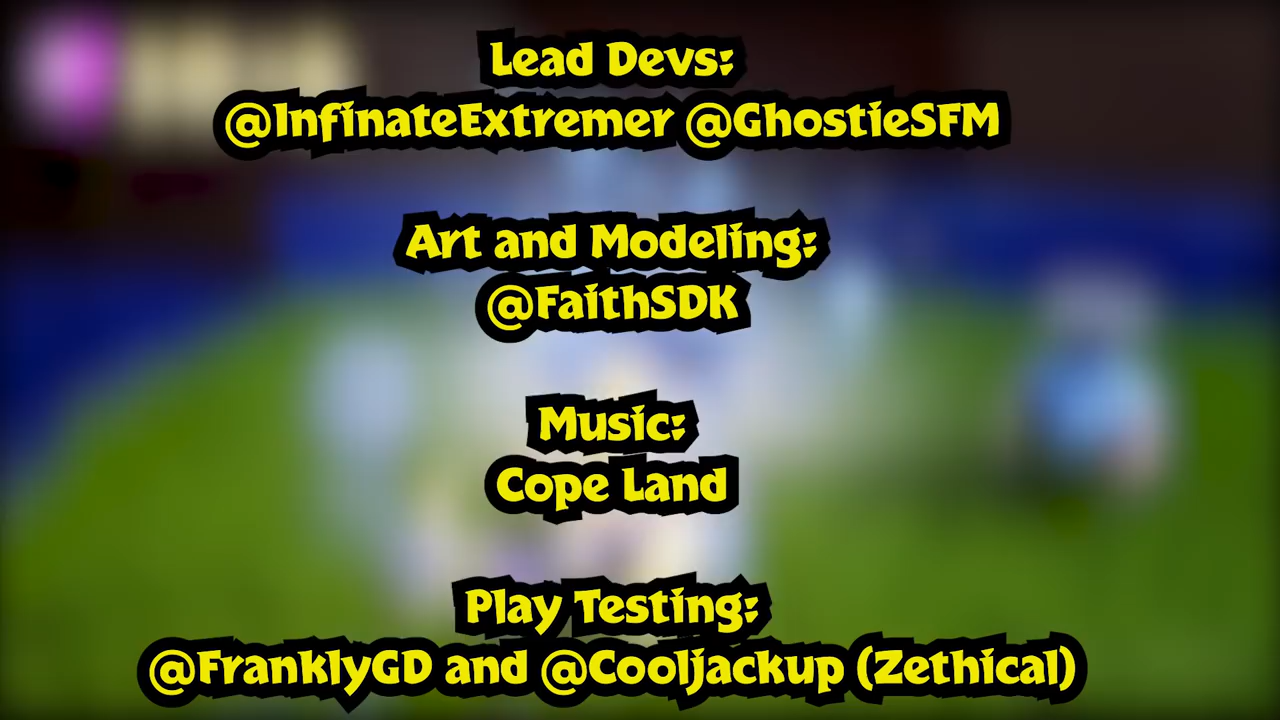 Lead Devs:
@InfinateExtremer @GhostieSFM
Art and Modeling:
@FaithSDK
Music:
Cope Land
Play Testing:
@FranklyGD and @Cooljackup (Zethical)